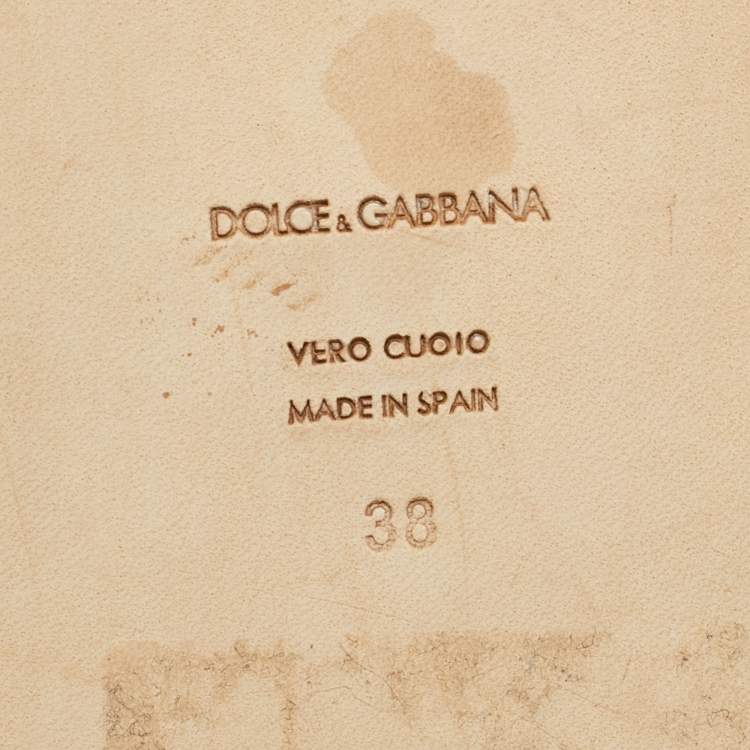 DOLCE & GABBANA
VERO CUOIO
MADE IN SPAIN
38